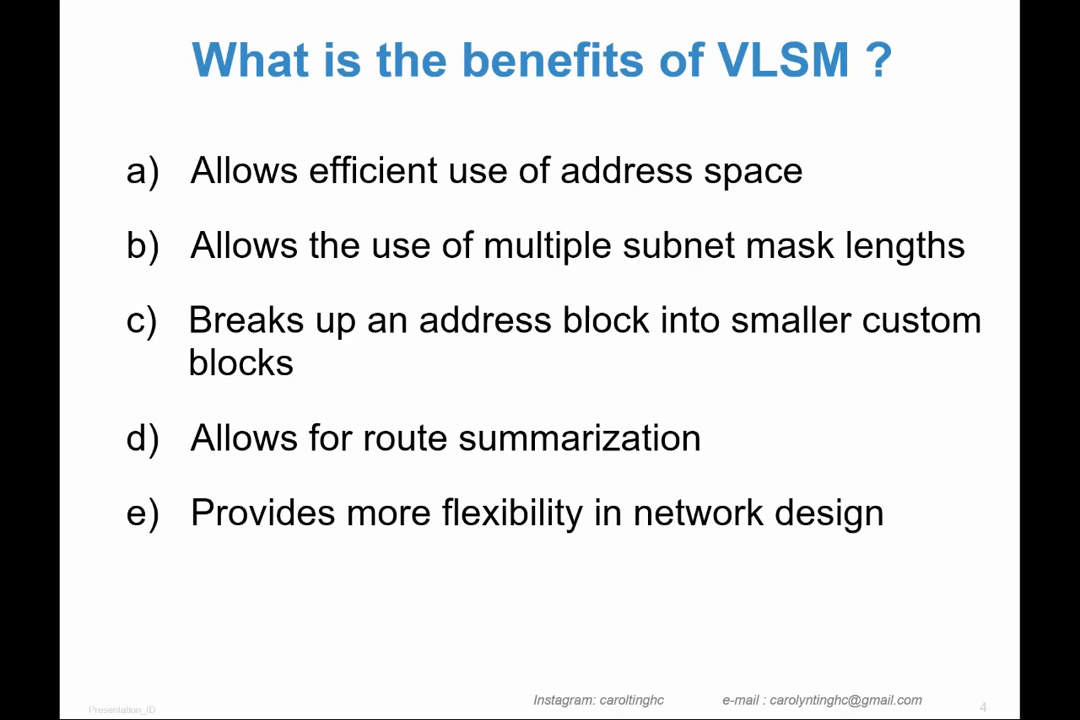 What is the benefits of VLSM ?
a) Allows efficient use of address space
b) Allows the use of multiple subnet mask lengths
c) Breaks up an address block into smaller custom
blocks
d) Allows for route summarization
e) Provides more flexibility in network design
Presentation_ID
Instagram: caroltinghc e-mail : carolyntinghc@gmail.com
4